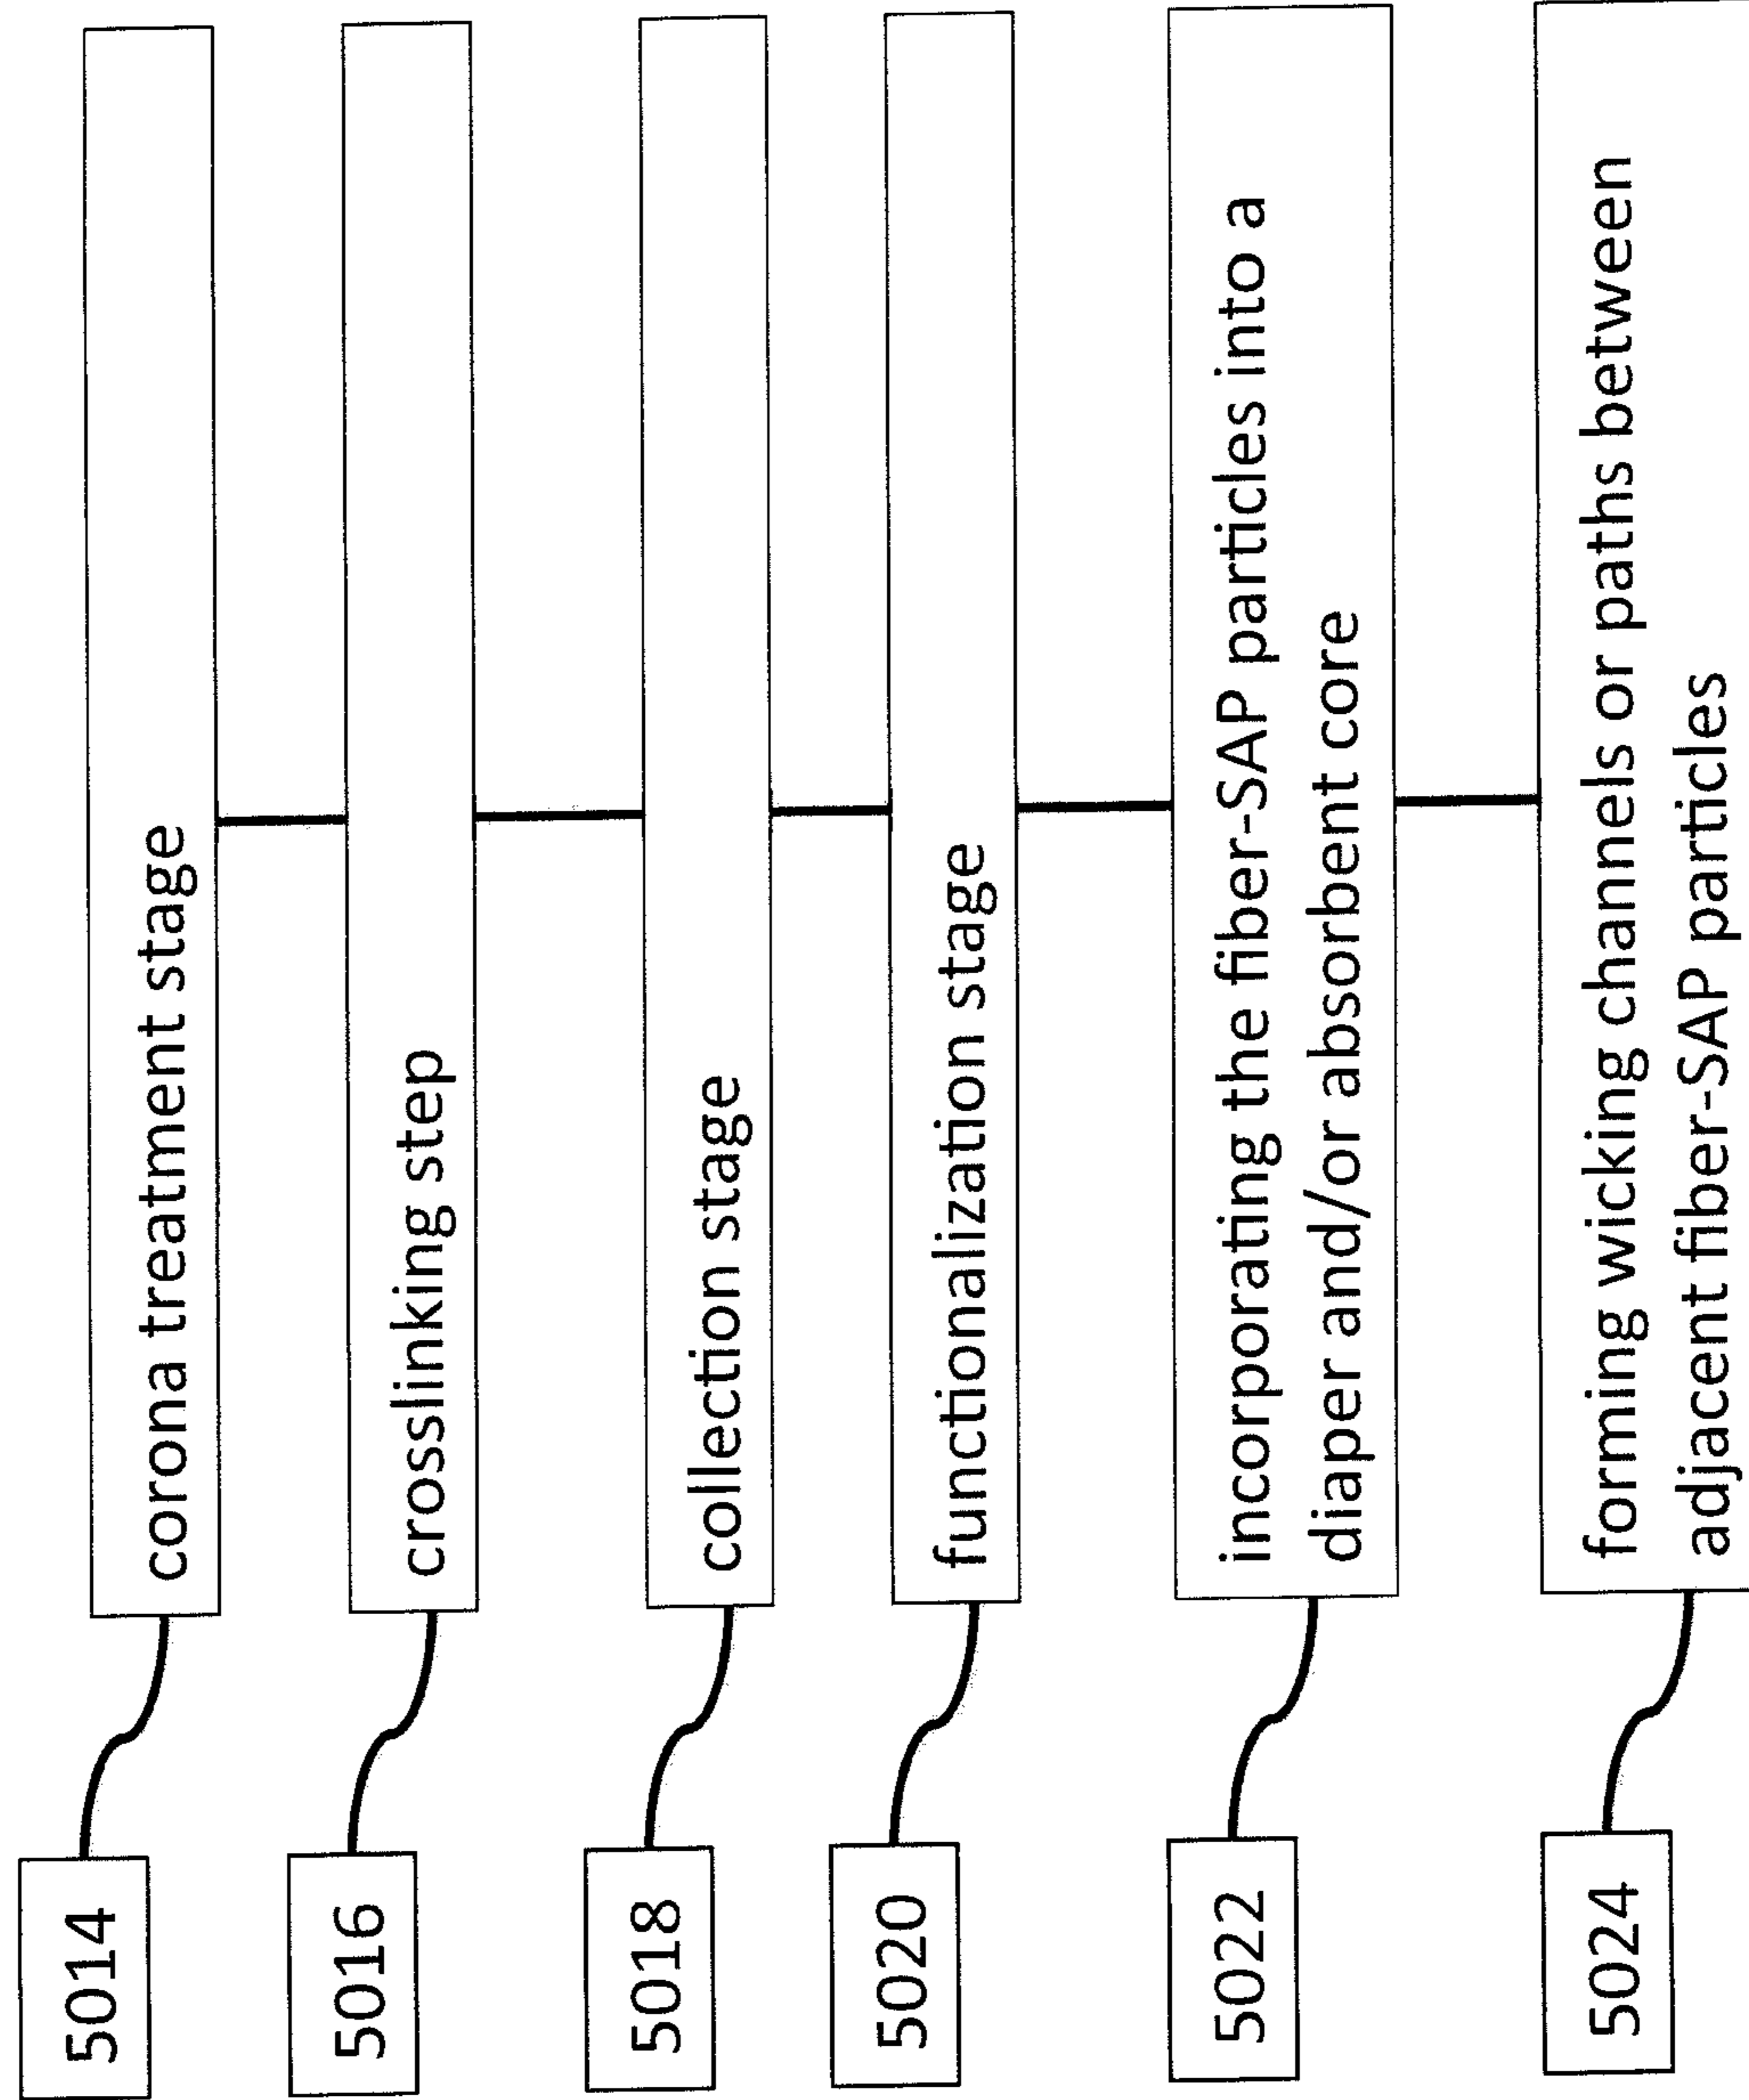 5014
corona treatment stage
5016
crosslinking step
5018
collection stage
5020
functionalization stage
5022
incorporating the fiber-SAP particles into a
diaper and/or absorbent core
5024
forming wicking channels or paths between
adjacent fiber-SAP particles